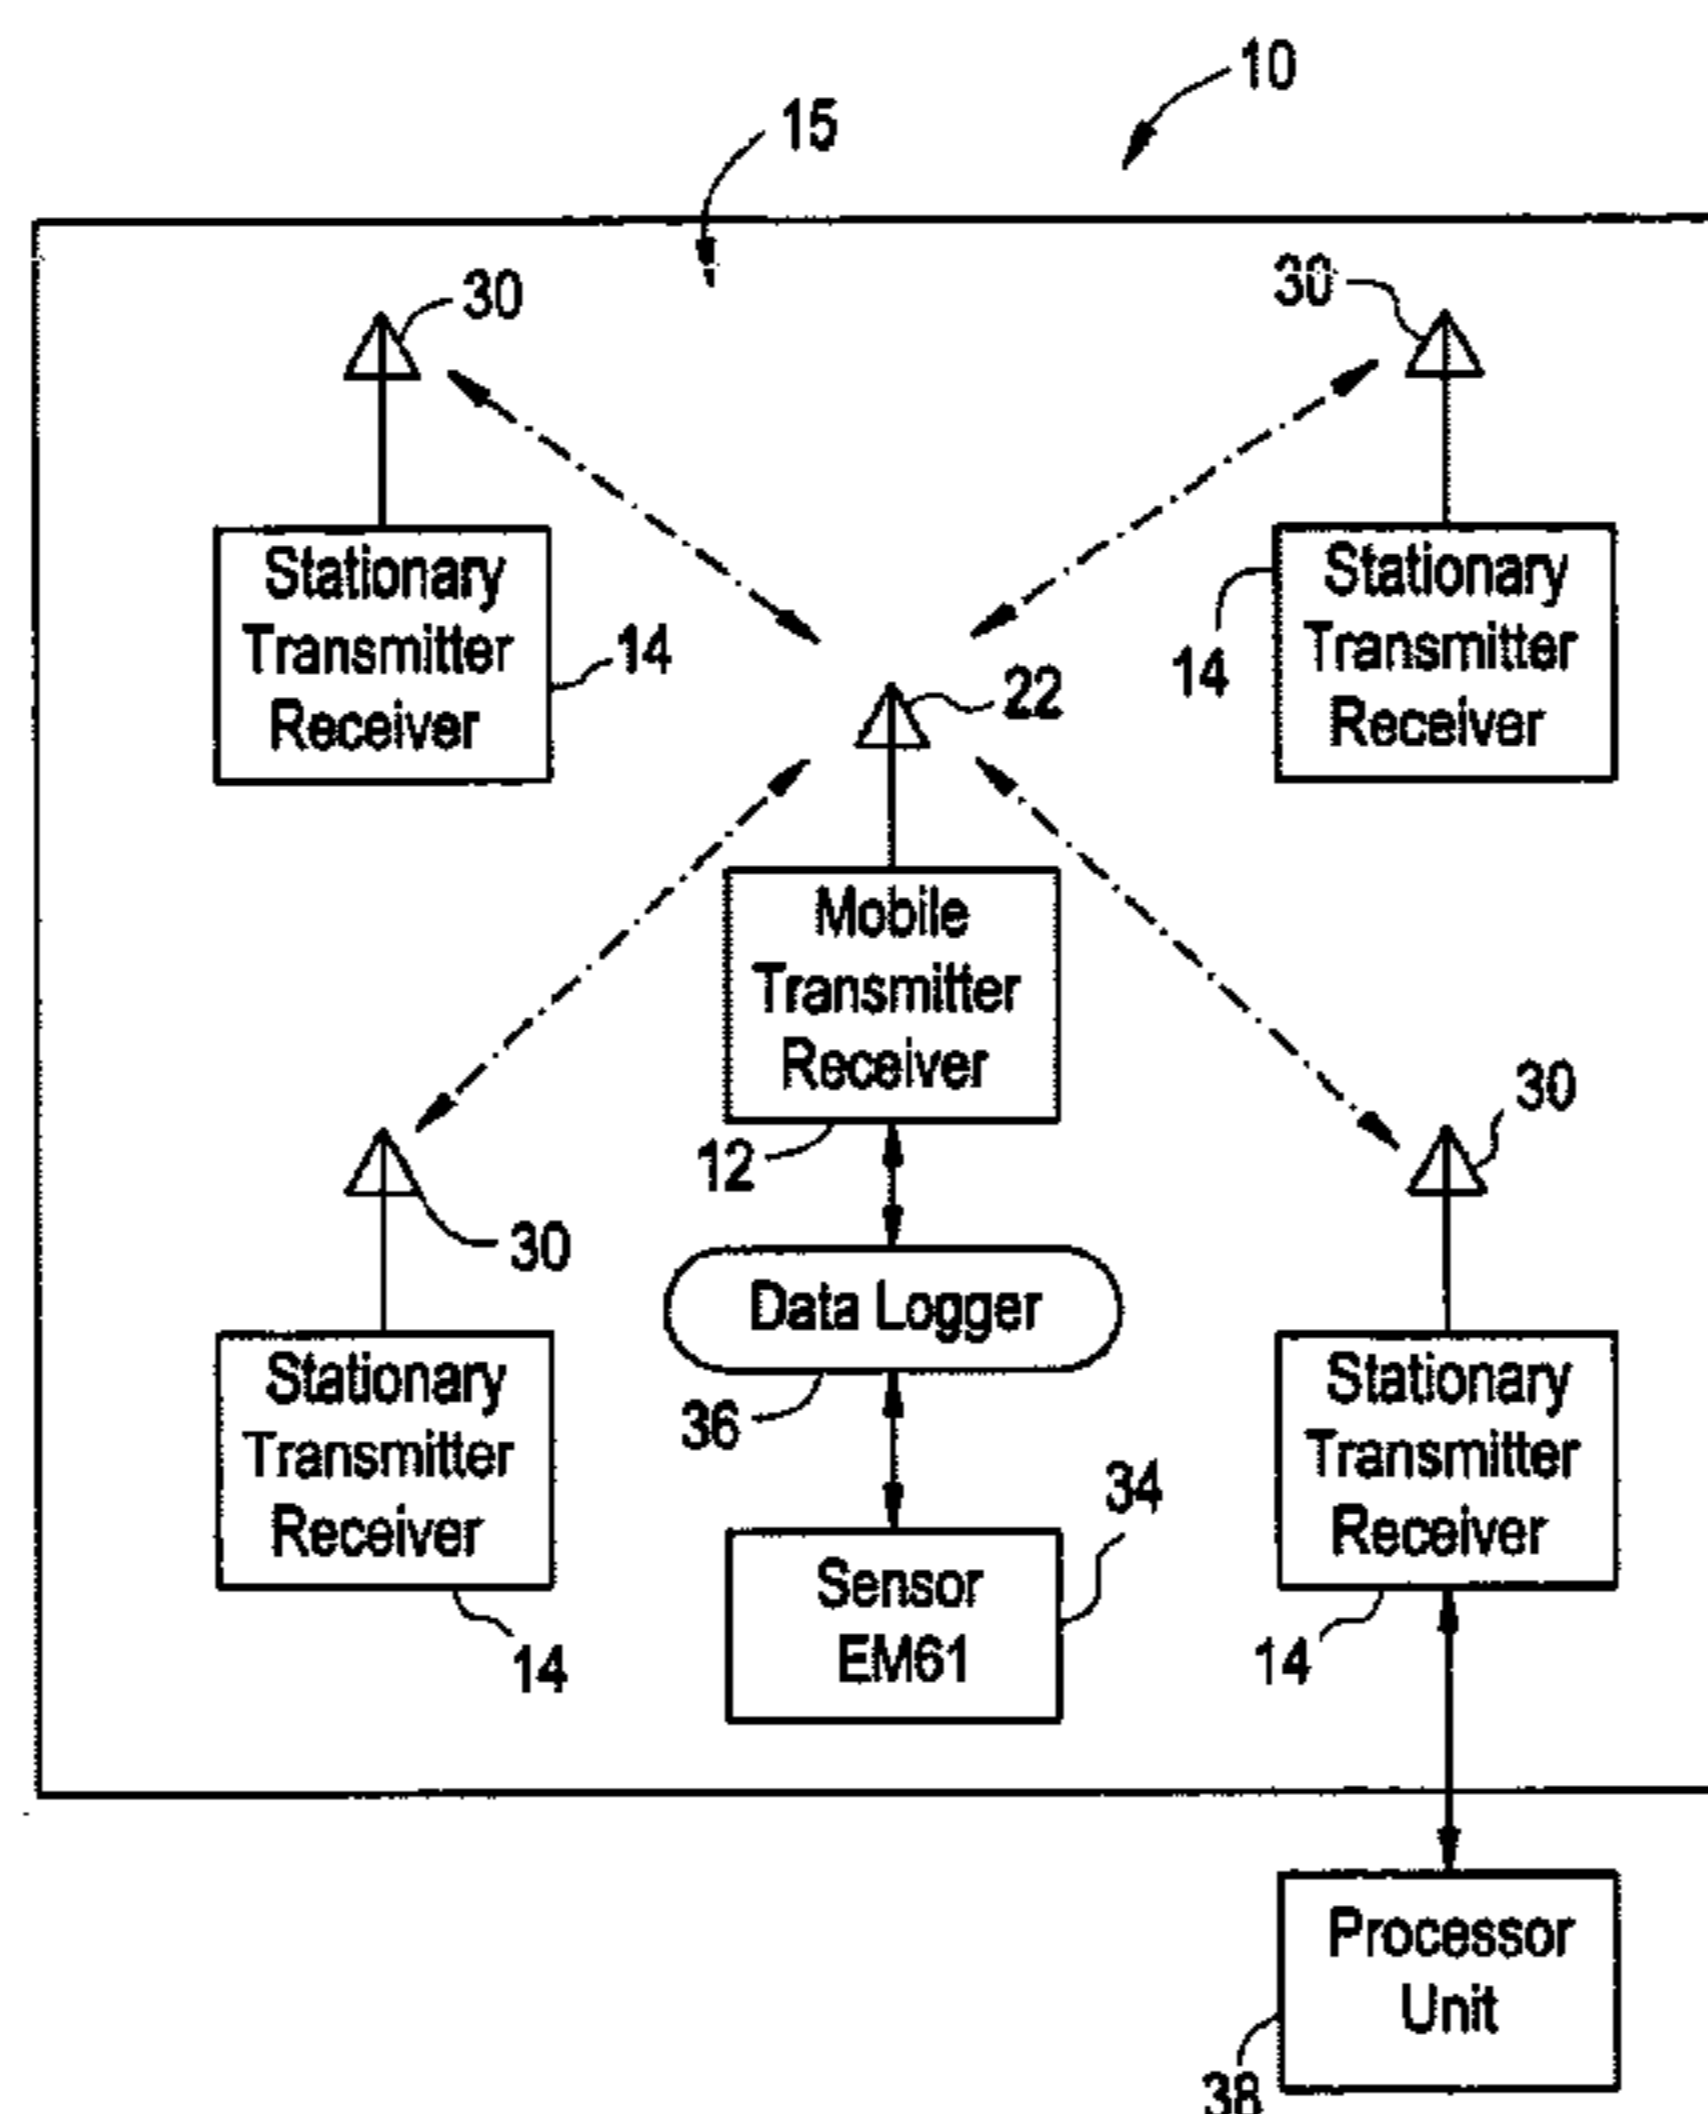 10
15
30
30
Stationary
Transmitter
Receiver
14
Stationary
Transmitter
Receiver
14
22
Mobile
Transmitter
Receiver
12
30
30
Data Logger
36
Stationary
Transmitter
Receiver
14
Sensor
EM61
34
Stationary
Transmitter
Receiver
14
Processor
Unit
38